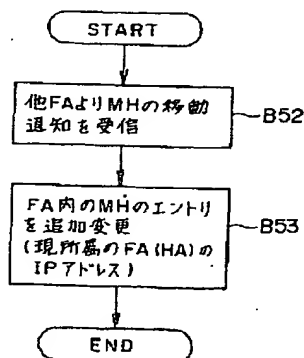 START
他FAよりMHの移動
通知を受信
B52
FA内のMHのエントリ
を追加変更
(現所属のFA(HA)の
IPアドレス)
B53
END